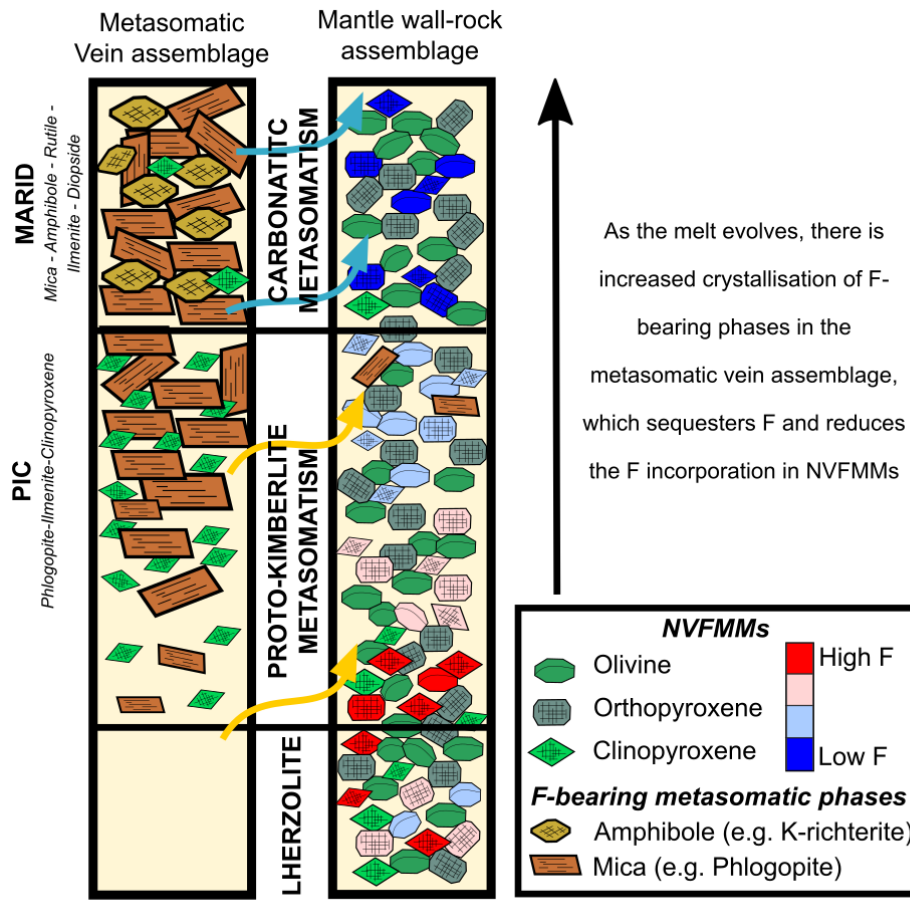 Metasomatic
Vein assemblage
Mantle wall-rock
assemblage
MARID
Mica - Amphibole - Rutile -
Ilmenite - Diopside
CARBONATITC
METASOMATISM
PIC
Phlogopite-Ilmenite-Clinopyroxene
PROTO-KIMBERLITE
METASOMATISM
LHERZOLITE
As the melt evolves, there is
increased crystallisation of F-
bearing phases in the
metasomatic vein assemblage,
which sequesters F and reduces
the F incorporation in NVFMMs
NVFMMs
Olivine
Orthopyroxene
Clinopyroxene
High F
Low F
F-bearing metasomatic phases
Amphibole (e.g. K-richterite)
Mica (e.g. Phlogopite)